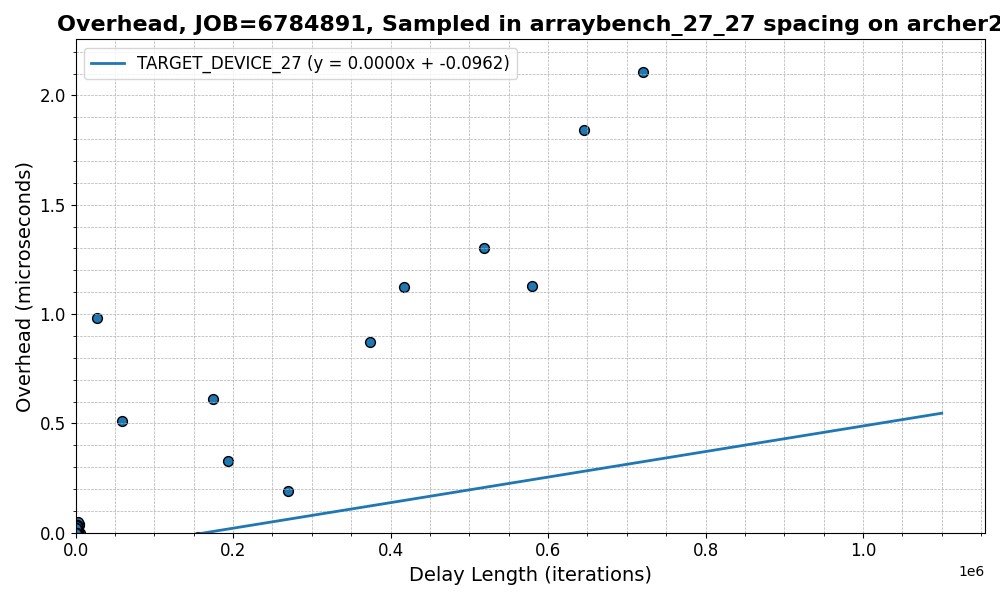 Overhead, JOB=6784891, Sampled in arraybench_27_27 spacing on archer2
TARGET_DEVICE_27 (y = 0.0000x + -0.0962)
Overhead (microseconds)
2.0
1.5
1.0
0.5
0.0
0.0 0.2 0.4 0.6 0.8 1.0
1e6
Delay Length (iterations)